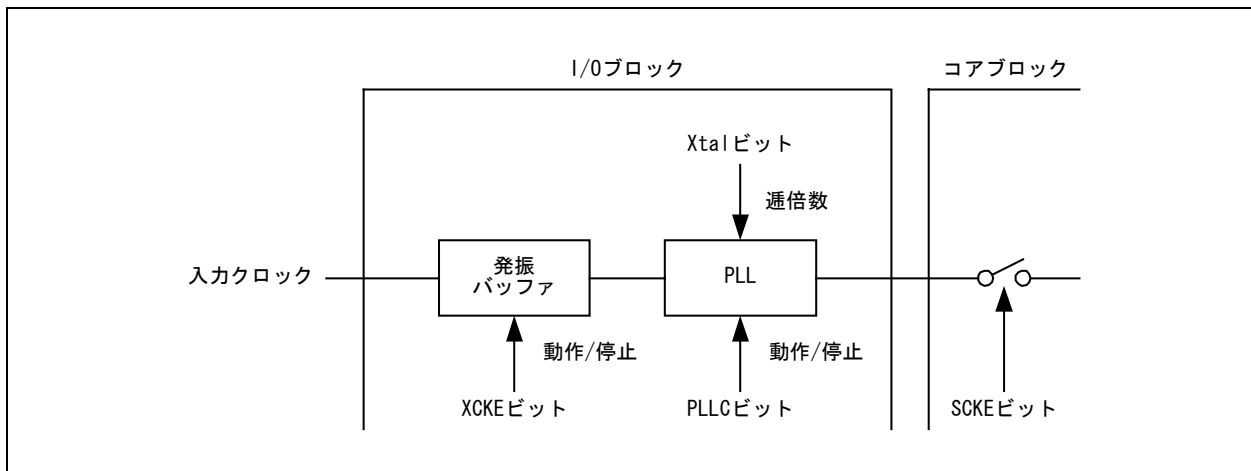 I/Oブロック
コアブロック
Xtalビット
逓倍数
入力クロック
発振
バッファ
PLL
動作/停止
動作/停止
XCKEビット
PLLCビット
SCKEビット